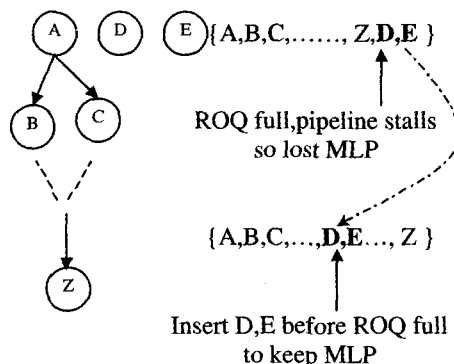 A D E {A,B,C,……, Z,D,E }
B C
ROQ full,pipeline stalls
so lost MLP
{A,B,C,…,D,E…, Z }
Z
Insert D,E before ROQ full
to keep MLP